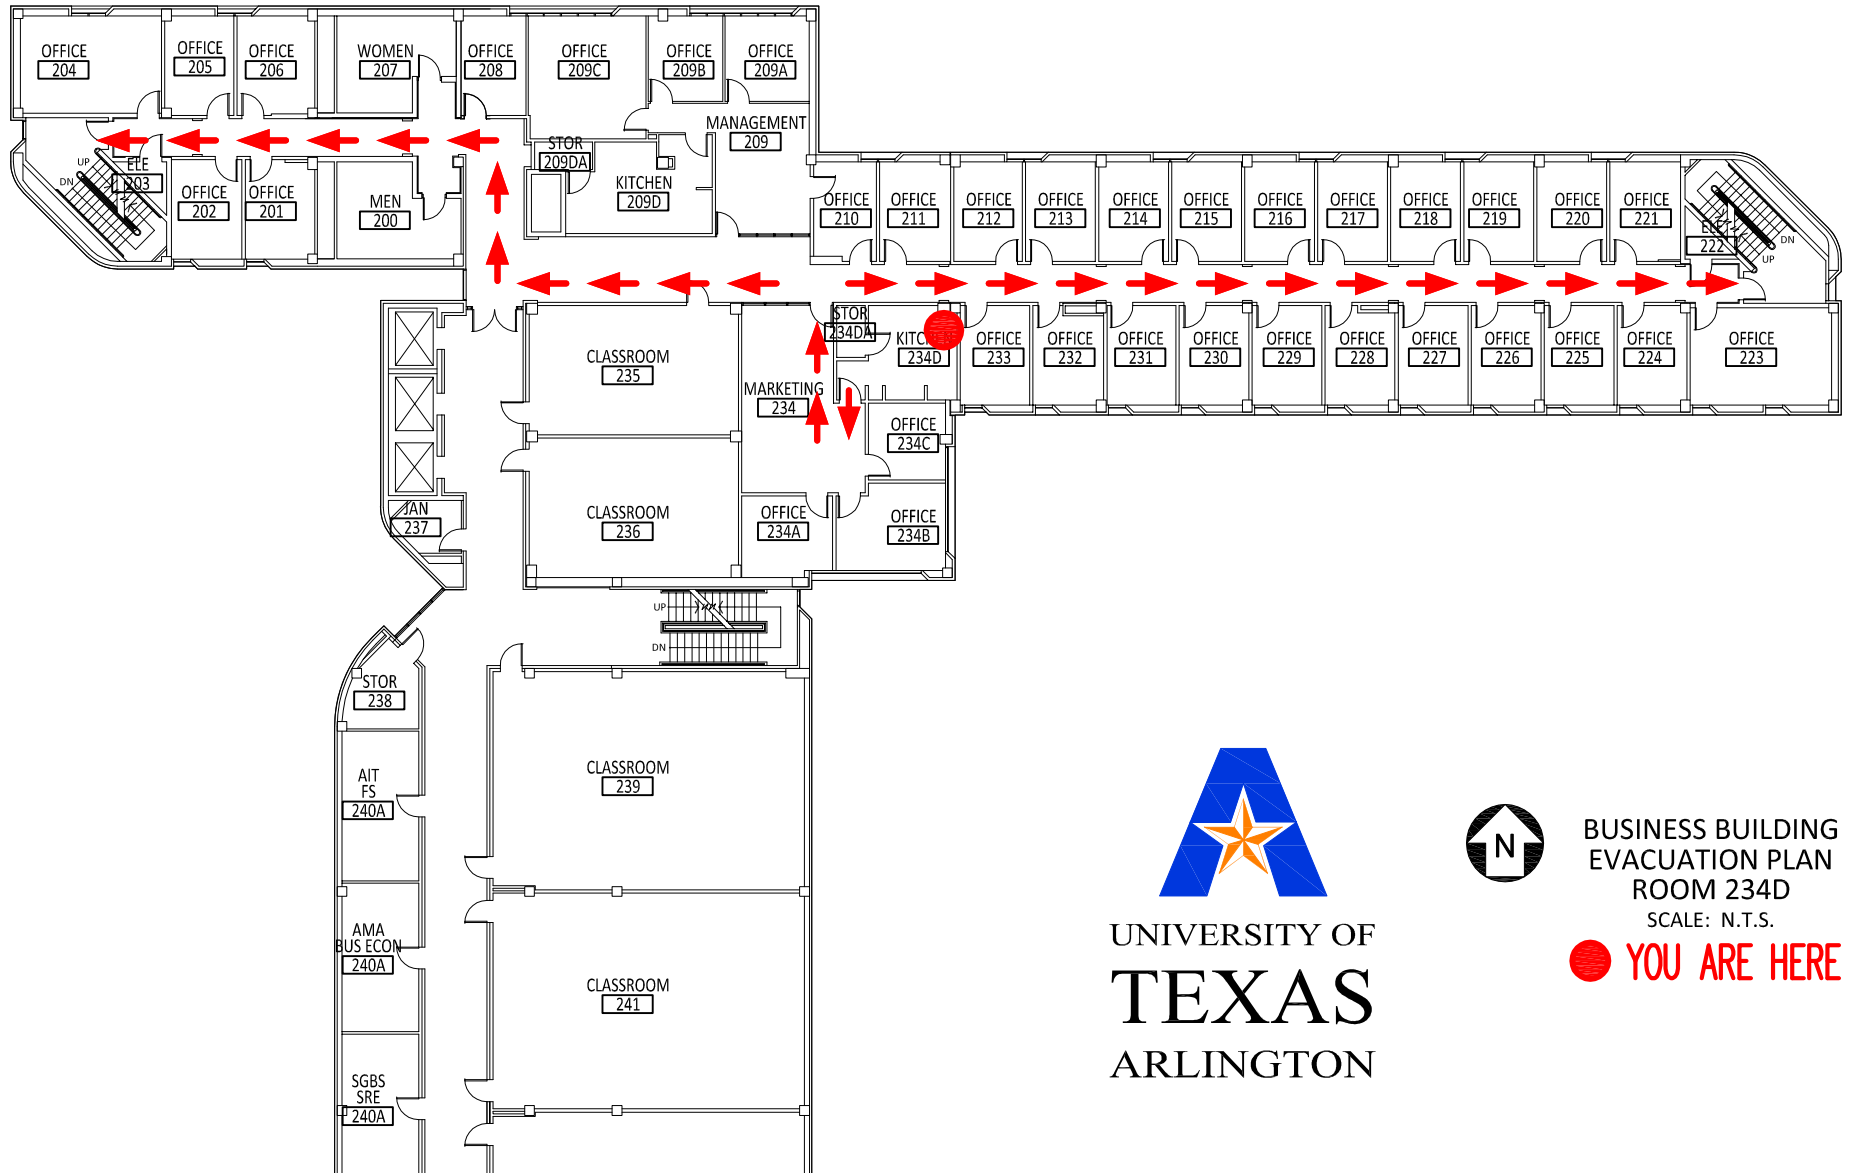 OFFICE
204
OFFICE
205
OFFICE
206
WOMEN
207
OFFICE
208
OFFICE
209C
OFFICE
209B
OFFICE
209A
MANAGEMENT
209
STOR
209DA
KITCHEN
209D
UP
DN
ELE
203
OFFICE
202
OFFICE
201
MEN
200
OFFICE
210
OFFICE
211
OFFICE
212
OFFICE
213
OFFICE
214
OFFICE
215
OFFICE
216
OFFICE
217
OFFICE
218
OFFICE
219
OFFICE
220
OFFICE
221
ELE
222
DN
UP
STOR
234DA
KITCHEN
234D
OFFICE
233
OFFICE
232
OFFICE
231
OFFICE
230
OFFICE
229
OFFICE
228
OFFICE
227
OFFICE
226
OFFICE
225
OFFICE
224
OFFICE
223
CLASSROOM
235
MARKETING
234
OFFICE
234C
CLASSROOM
236
OFFICE
234A
OFFICE
234B
JAN
237
UP
DN
STOR
238
CLASSROOM
239
AIT
FS
240A
AMA
BUS ECON
240A
CLASSROOM
241
SGBS
SRE
240A
UNIVERSITY OF
TEXAS
ARLINGTON
N
BUSINESS BUILDING
EVACUATION PLAN
ROOM 234D
SCALE: N.T.S.
YOU ARE HERE